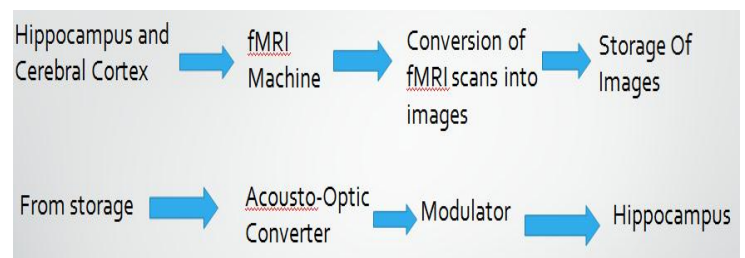 Hippocampus and
Cerebral Cortex
fMRI
Machine
Conversion of
fMRI scans into
images
Storage Of
Images
From storage
Acousto-Optic
Converter
Modulator
Hippocampus